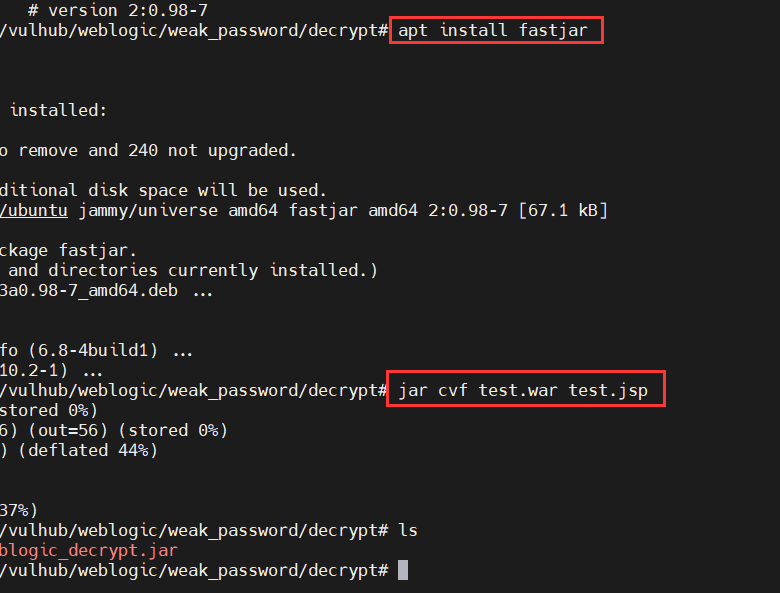 # version 2:0.98-7
/vulhub/weblogic/weak_password/decrypt# apt install fastjar
installed:
o remove and 240 not upgraded.
ditional disk space will be used.
/ubuntu jammy/universe amd64 fastjar amd64 2:0.98-7 [67.1 kB]
ckage fastjar.
and directories currently installed.)
3a0.98-7_amd64.deb ...
fo (6.8-4build1) ...
10.2-1) ...
/vulhub/weblogic/weak_password/decrypt# jar cvf test.war test.jsp
stored 0%)
6) (out=56) (stored 0%)
) (deflated 44%)
37%)
/vulhub/weblogic/weak_password/decrypt# ls
blogic_decrypt.jar
/vulhub/weblogic/weak_password/decrypt#